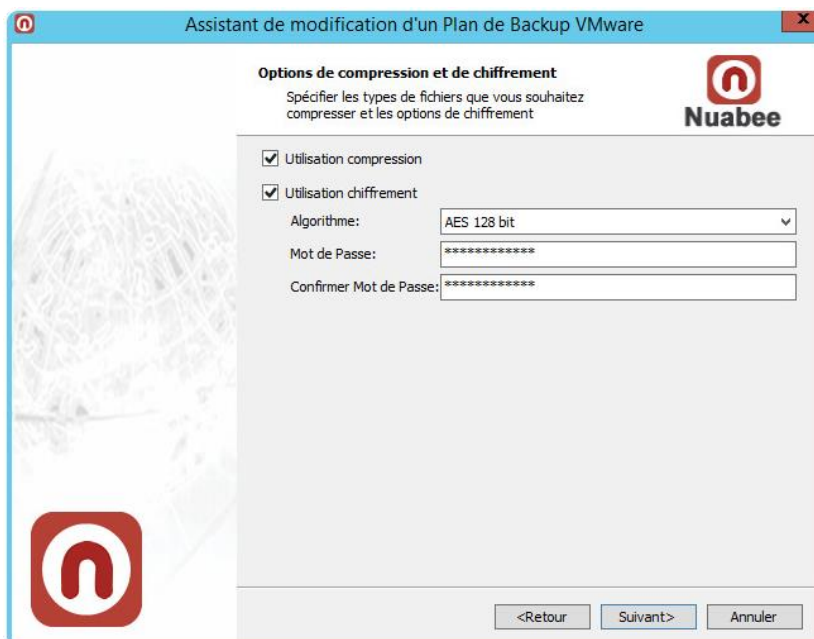 Assistant de modification d'un Plan de Backup VMware
x
Options de compression et de chiffrement
Spécifier les types de fichiers que vous souhaitez
compresser et les options de chiffrement
Nuabee
Utilisation compression
Utilisation chiffrement
Algorithme: AES 128 bit
Mot de Passe: ************
Confirmer Mot de Passe: ************
<Retour Suivant> Annuler